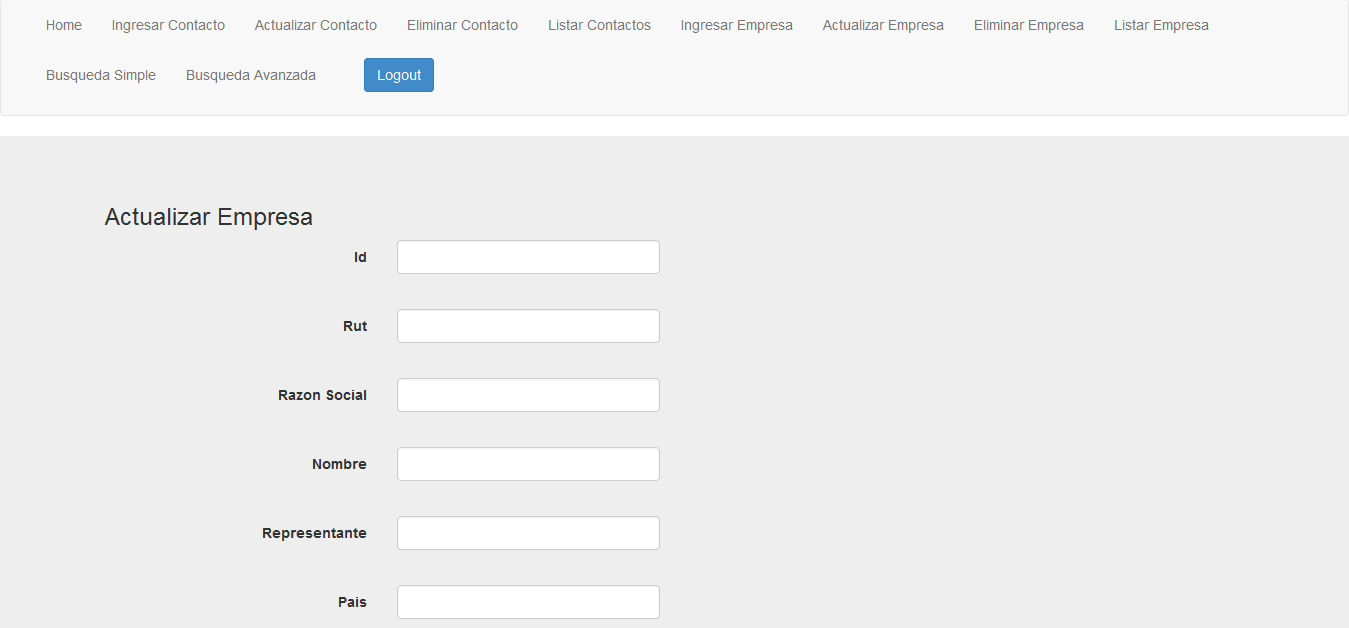 Home Ingresar Contacto Actualizar Contacto Eliminar Contacto Listar Contactos Ingresar Empresa Actualizar Empresa Eliminar Empresa Listar Empresa
Busqueda Simple Busqueda Avanzada Logout
Actualizar Empresa
Id
Rut
Razon Social
Nombre
Representante
Pais